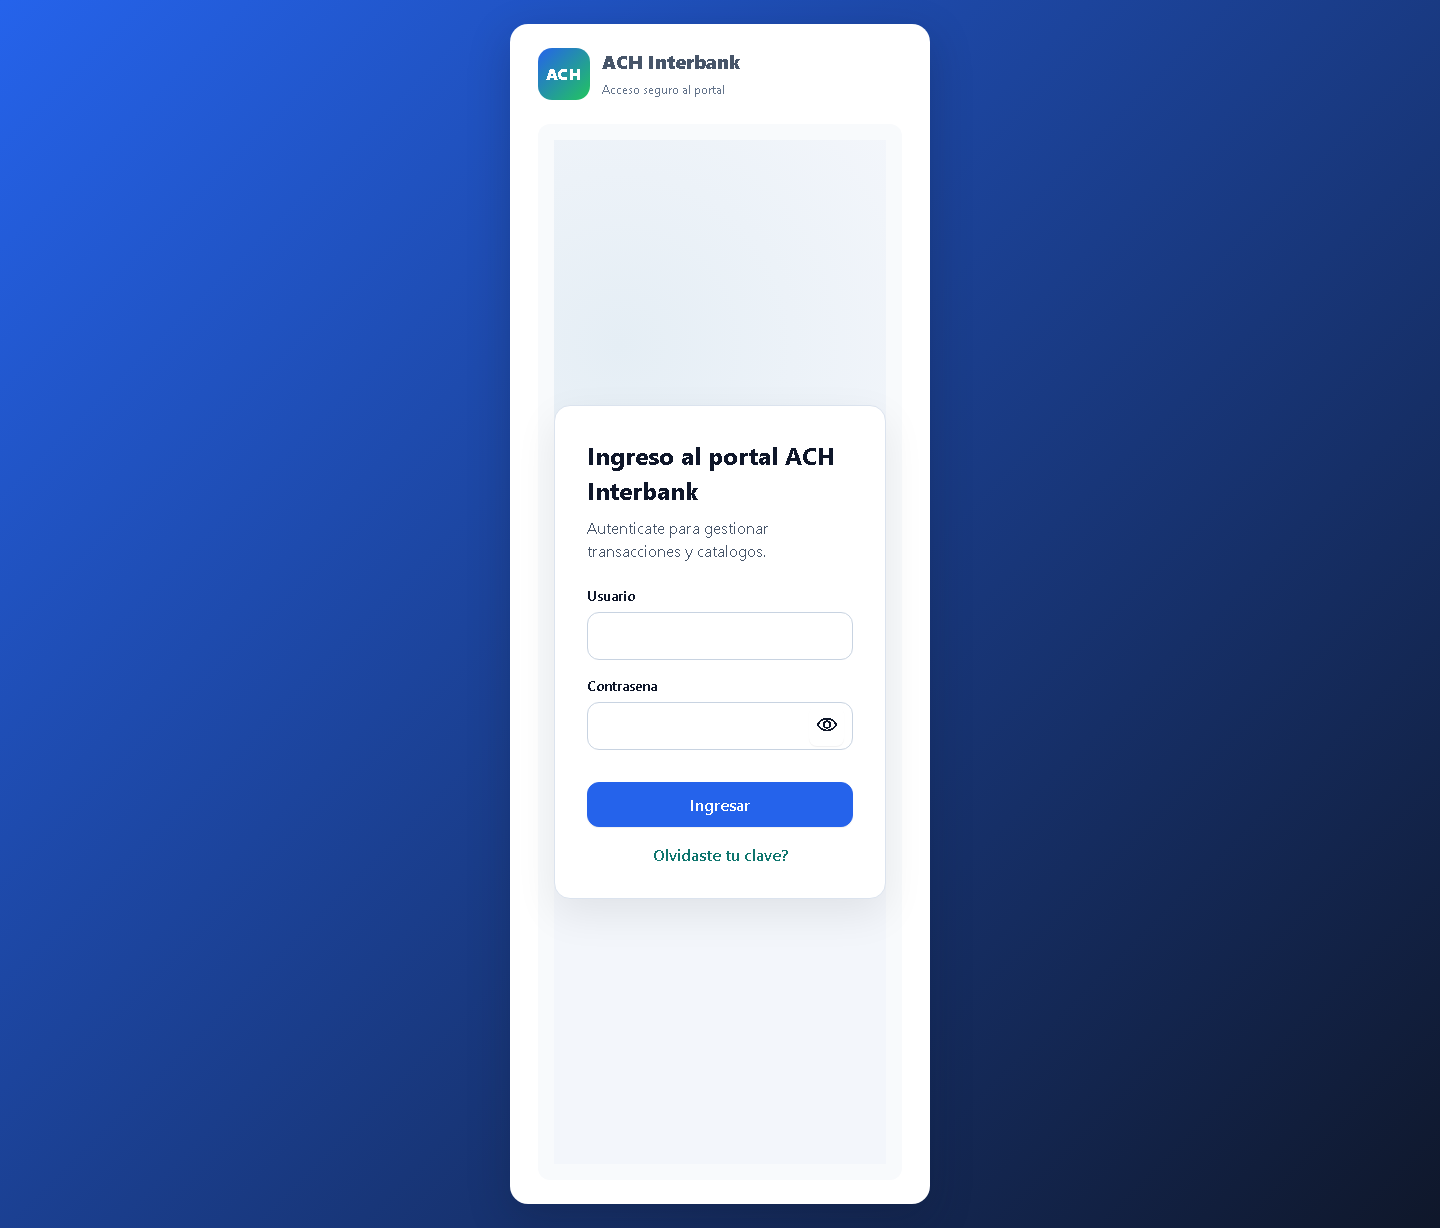 ACH
ACH Interbank
Acceso seguro al portal
Ingreso al portal ACH
Interbank
Autenticate para gestionar
transacciones y catalogos.
Usuario
Contrasena
Ingresar
Olvidaste tu clave?